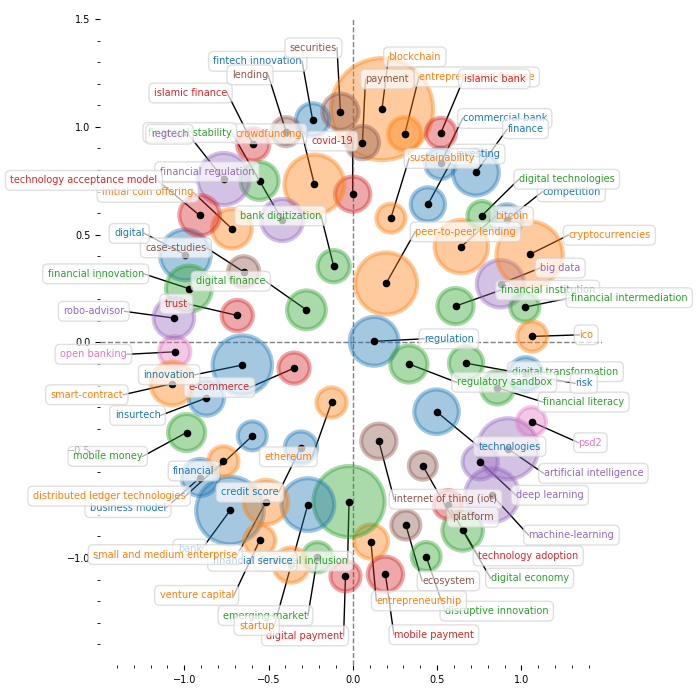 1.5
securities
blockchain
fintech innovation
lending
payment
entrepre
islamic bank
islamic finance
1.0
commercial bank
finance
regtech
stability
crowdfunding
covid-19
sustainability
financial regulation
technology acceptance model
digital technologies
initial coin offering
competition
0.5
bank digitization
bitcoin
digital
peer-to-peer lending
cryptocurrencies
case-studies
financial innovation
digital finance
big data
financial institution
financial intermediation
robo-advisor
trust
0.0
regulation
ico
open banking
innovation
digital transformation
e-commerce
regulatory sandbox
risk
smart-contract
insurtech
financial literacy
psd2
mobile money
ethereum
technologies
financial
artificial intelligence
distributed ledger technologies
credit score
internet of thing (iot)
deep learning
business model
platform
machine-learning
bank
small and medium enterprise
−1.0
financial service
inclusion
technology adoption
digital economy
ecosystem
venture capital
entrepreneurship
emerging market
disruptive innovation
startup
digital payment
mobile payment
−1.0
−0.5
0.0
0.5
1.0